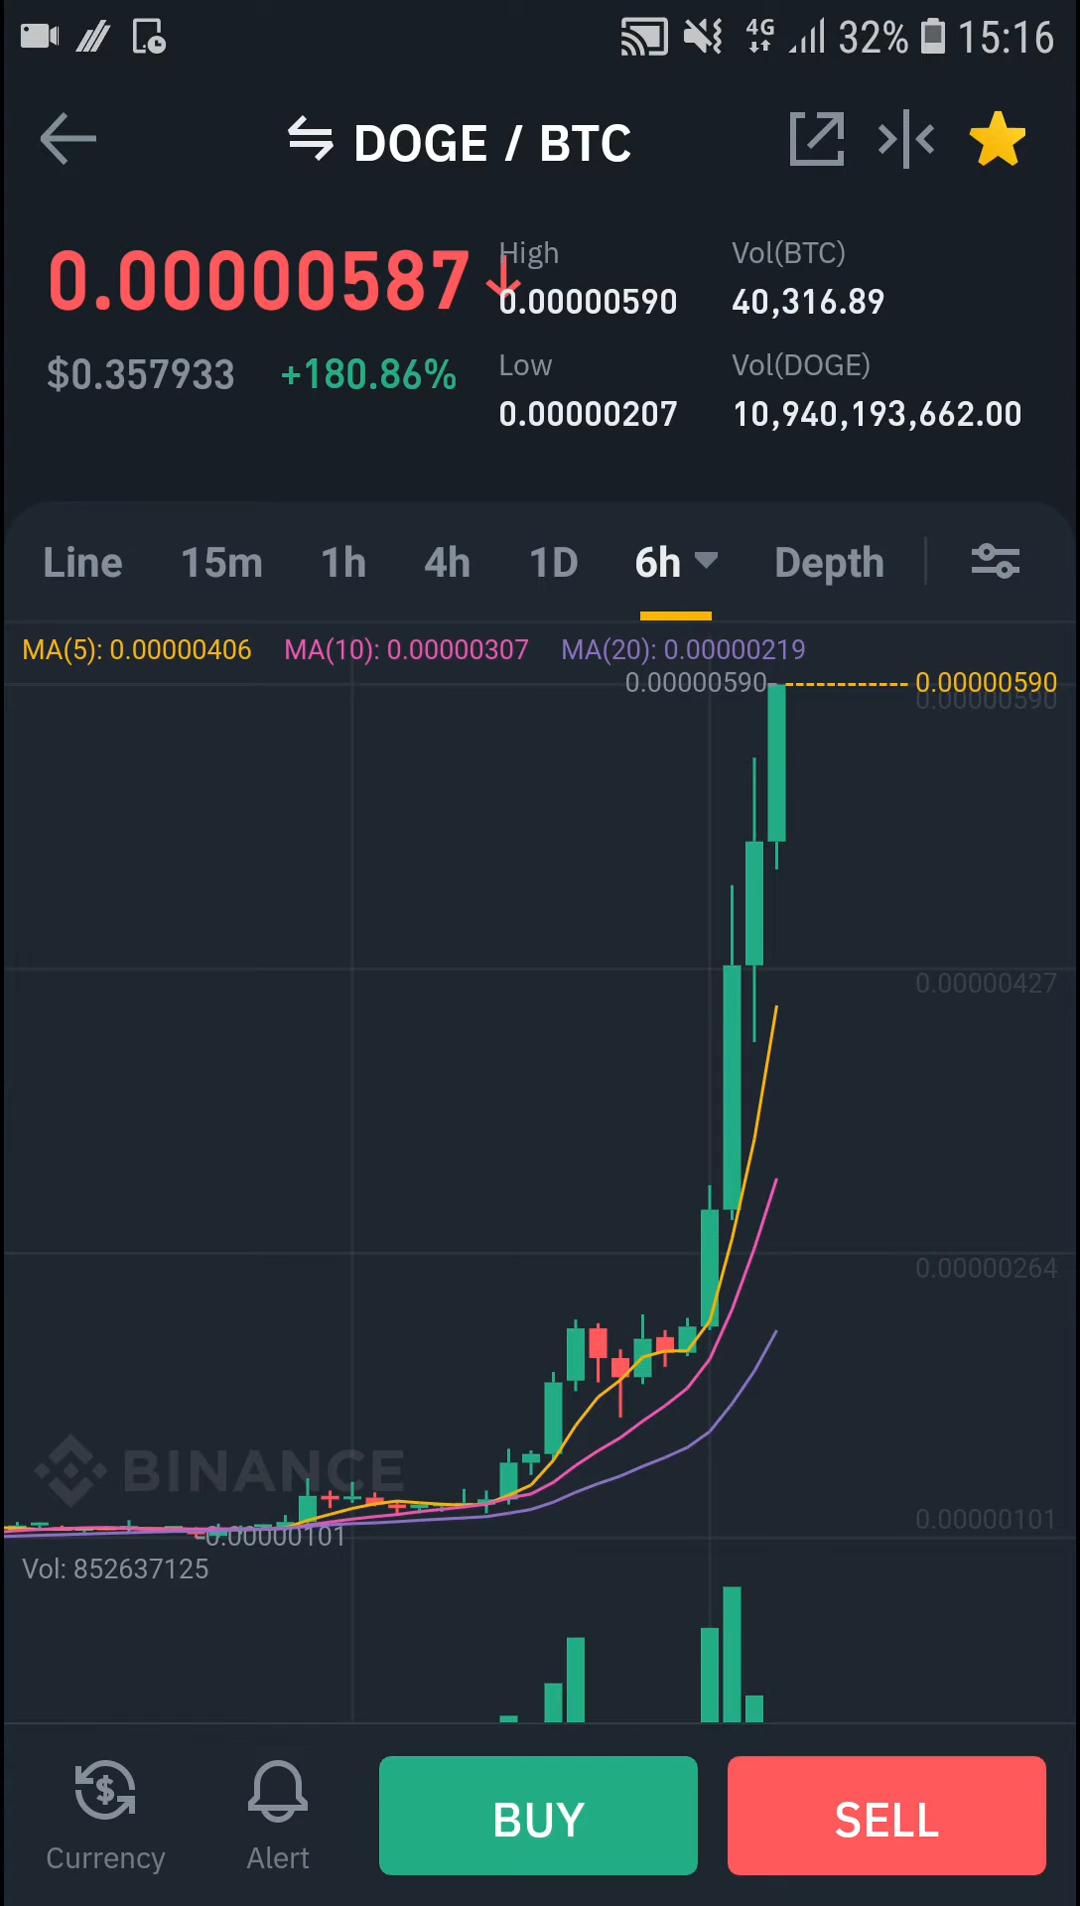 4G 32% 15:16
DOGE / BTC
0.00000587
High
0.00000590
Vol(BTC)
40,316.89
$0.357933 +180.86%
Low
0.00000207
Vol(DOGE)
10,940,193,662.00
Line 15m 1h 4h 1D 6h Depth
MA(5): 0.00000406 MA(10): 0.00000307 MA(20): 0.00000219
0.00000590 0.00000590
0.00000590
0.00000427
0.00000264
BINANCE
0.00000101
0.00000101
Vol: 852637125
Currency Alert BUY SELL